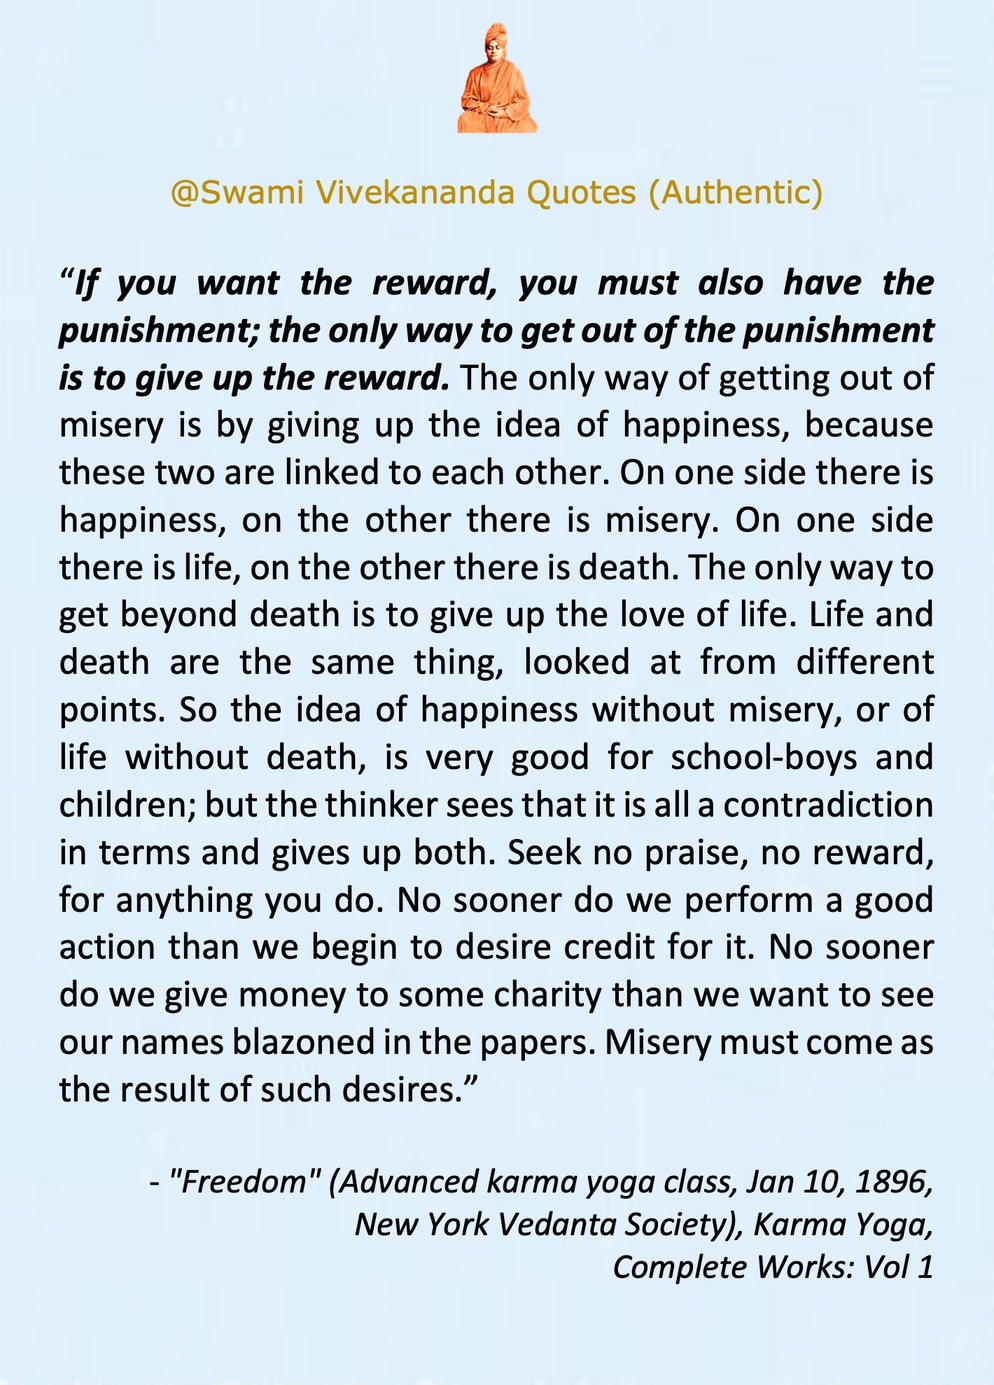 @Swami Vivekananda Quotes (Authentic)
“If you want the reward, you must also have the
punishment; the only way to get out of the punishment
is to give up the reward. The only way of getting out of
misery is by giving up the idea of happiness, because
these two are linked to each other. On one side there is
happiness, on the other there is misery. On one side
there is life, on the other there is death. The only way to
get beyond death is to give up the love of life. Life and
death are the same thing, looked at from different
points. So the idea of happiness without misery, or of
life without death, is very good for school-boys and
children; but the thinker sees that it is all a contradiction
in terms and gives up both. Seek no praise, no reward,
for anything you do. No sooner do we perform a good
action than we begin to desire credit for it. No sooner
do we give money to some charity than we want to see
our names blazoned in the papers. Misery must come as
the result of such desires.”
- "Freedom" (Advanced karma yoga class, Jan 10, 1896,
New York Vedanta Society), Karma Yoga,
Complete Works: Vol 1